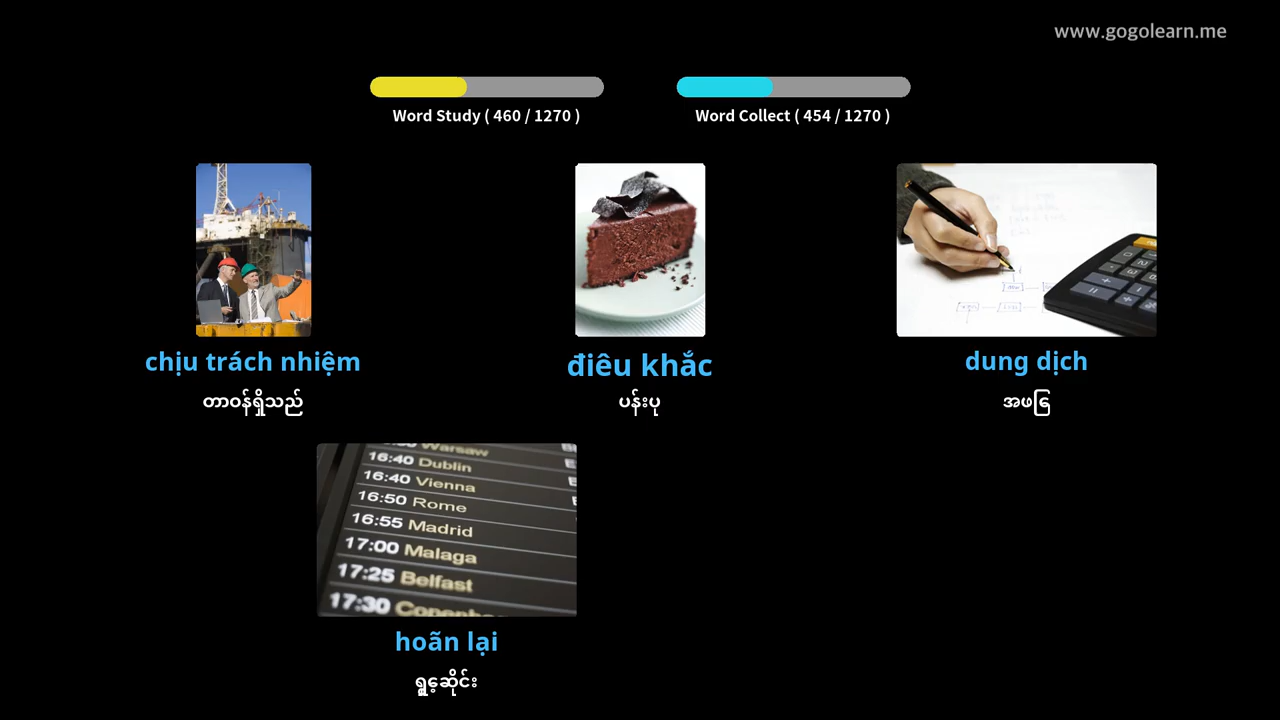 www.gogolearn.me
Word Study ( 460 / 1270 )
Word Collect ( 454 / 1270 )
chịu trách nhiệm
တာဝန်ရှိသည်
điêu khắc
ပန်းပု
dung dịch
အဖြေ
Warsaw
16:40 Dublin
16:40 Vienna
16:50 Rome
16:55 Madrid
17:00 Malaga
17:25 Belfast
17:30
hoãn lại
ရွှေ့ဆိုင်း